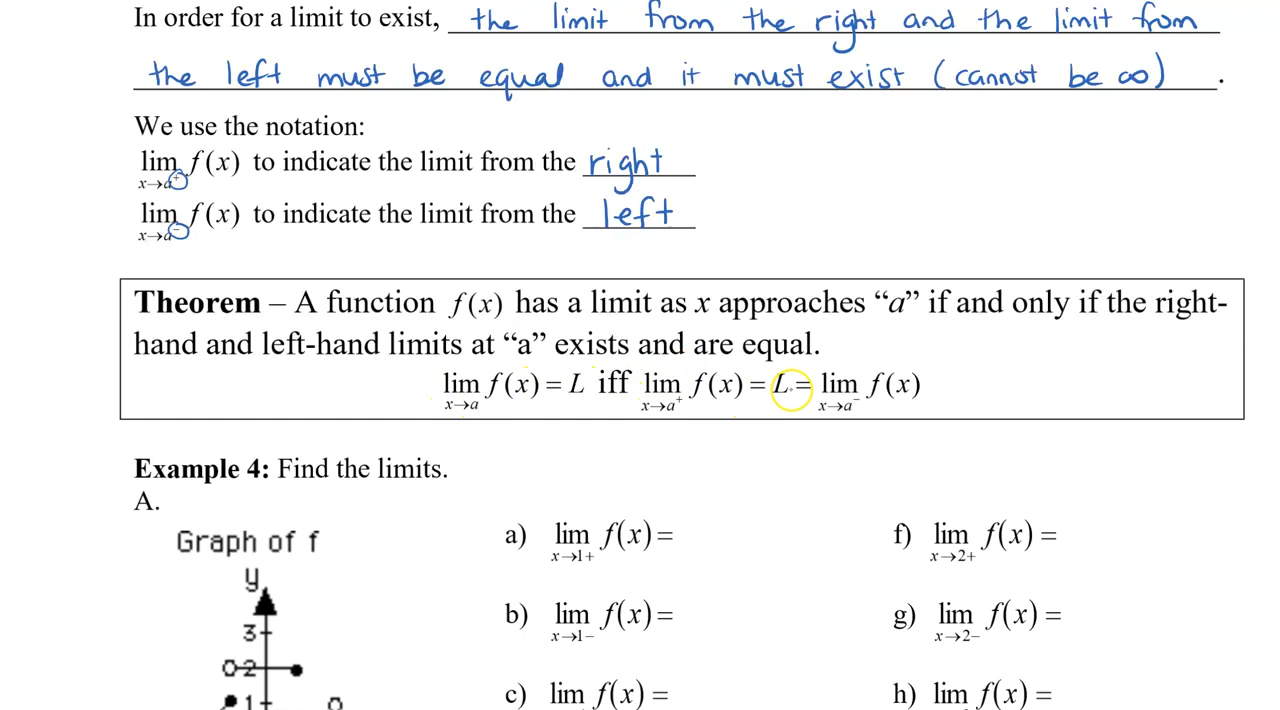 In order for a limit to exist, the limit from the right and the limit from
the left must be equal and it must exist (cannot be ∞) .
We use the notation:
lim x→a⁺ f(x) to indicate the limit from the right
lim x→a⁻ f(x) to indicate the limit from the left
Theorem – A function f(x) has a limit as x approaches “a” if and only if the right-
hand and left-hand limits at “a” exists and are equal.
lim x→a f(x) = L iff lim x→a⁺ f(x) = L = lim x→a⁻ f(x)
Example 4: Find the limits.
A.
Graph of f
y
3
2
1
a) lim x→1+ f(x) =
b) lim x→1− f(x) =
c) lim f(x) =
f) lim x→2+ f(x) =
g) lim x→2− f(x) =
h) lim f(x) =